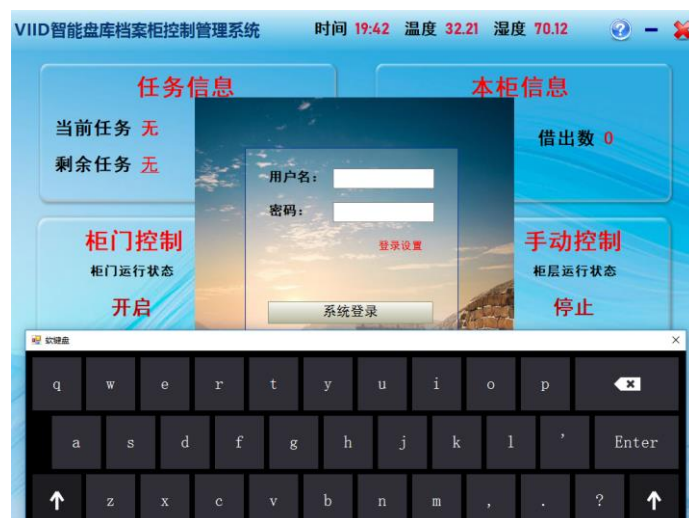 VIID智能盘库档案柜控制管理系统 时间 19:42 温度 32.21 湿度 70.12 ?
任务信息
当前任务 无
剩余任务 无
本柜信息
借出数 0
用户名：
密码：
登录设置
系统登录
柜门控制
柜门运行状态
开启
手动控制
柜层运行状态
停止
软键盘
q w e r t y u i o p
a s d f g h j k l ' Enter
z x c v b n m , . ?